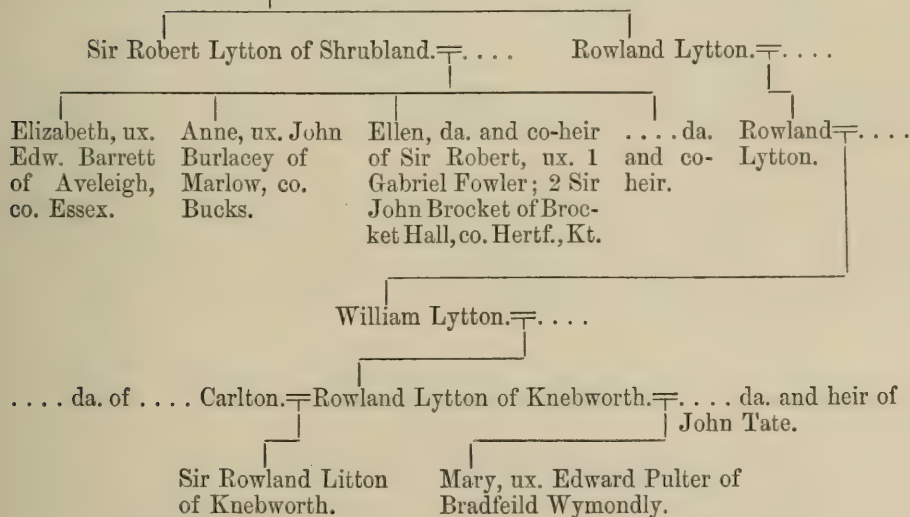 Sir Robert Lytton of Shrubland.╤. . . . Rowland Lytton.╤. . . .
Elizabeth, ux. Edw. Barrett of Aveleigh, co. Essex.
Anne, ux. John Burlacey of Marlow, co. Bucks.
Ellen, da. and co-heir of Sir Robert, ux. 1 Gabriel Fowler; 2 Sir John Brocket of Brocket Hall, co. Hertf., Kt.
. . . . da. and co-heir.
Rowland╤. . . . Lytton.
William Lytton.╤. . . .
. . . . da. of . . . . Carlton.╤Rowland Lytton of Knebworth.╤. . . . da. and heir of
John Tate.
Sir Rowland Litton
of Knebworth.
Mary, ux. Edward Pulter of
Bradfeild Wymondly.